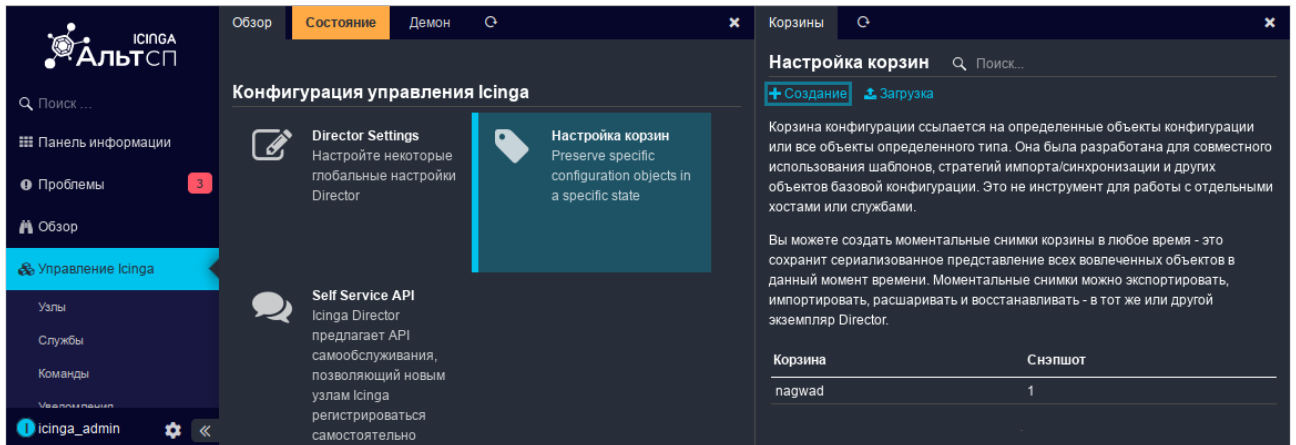 ICINGA
АЛЬТСП
Поиск ...
Панель информации
Проблемы
3
Обзор
Управление Icinga
Узлы
Службы
Команды
Уведомления
icinga_admin
Обзор
Состояние
Демон
Конфигурация управления Icinga
Director Settings
Настройте некоторые
глобальные настройки
Director
Настройка корзин
Preserve specific
configuration objects in
a specific state
Self Service API
Icinga Director
предлагает API
самообслуживания,
позволяющий новым
узлам Icinga
регистрироваться
самостоятельно
Корзины
Настройка корзин
Поиск...
Создание
Загрузка
Корзина конфигурации ссылается на определенные объекты конфигурации
или все объекты определенного типа. Она была разработана для совместного
использования шаблонов, стратегий импорта/синхронизации и других
объектов базовой конфигурации. Это не инструмент для работы с отдельными
хостами или службами.
Вы можете создать моментальные снимки корзины в любое время - это
сохранит сериализованное представление всех вовлеченных объектов в
данный момент времени. Моментальные снимки можно экспортировать,
импортировать, расшаривать и восстанавливать - в тот же или другой
экземпляр Director.
Корзина Снэпшот
nagwad 1